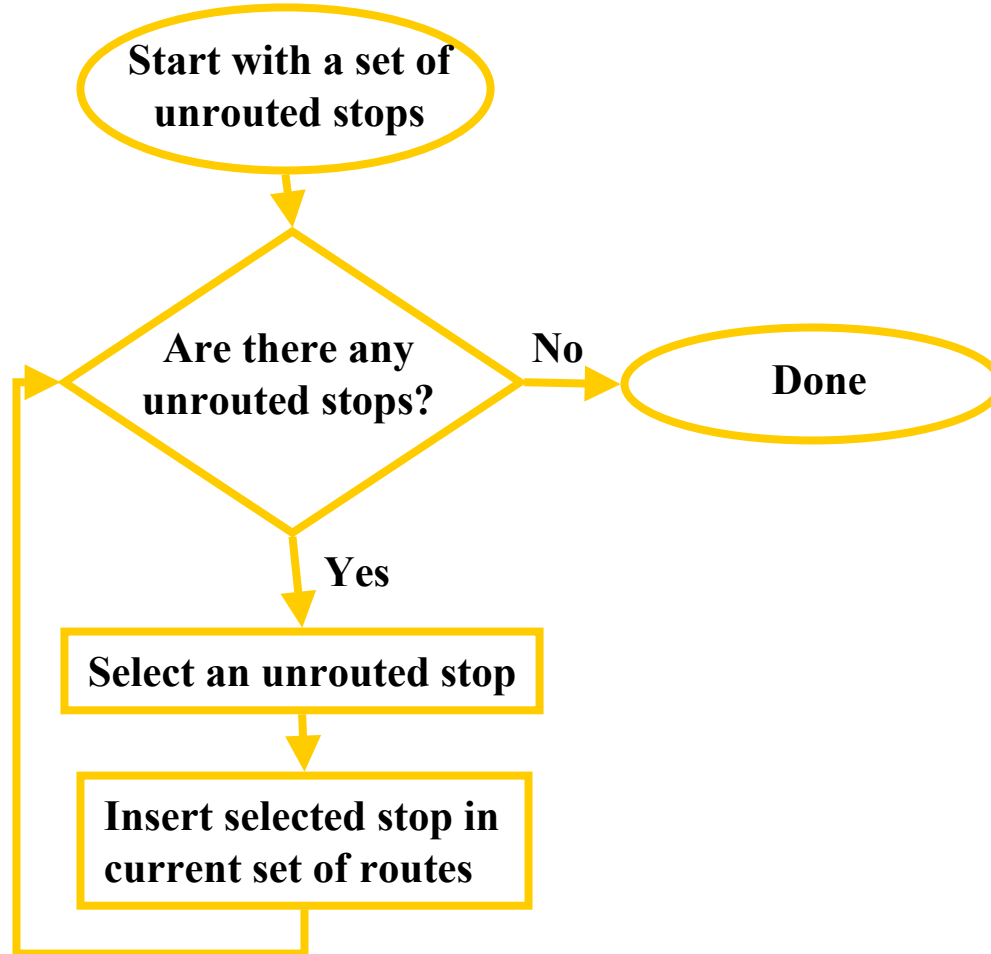 Start with a set of
unrouted stops
Are there any
unrouted stops?
No
Done
Yes
Select an unrouted stop
Insert selected stop in
current set of routes